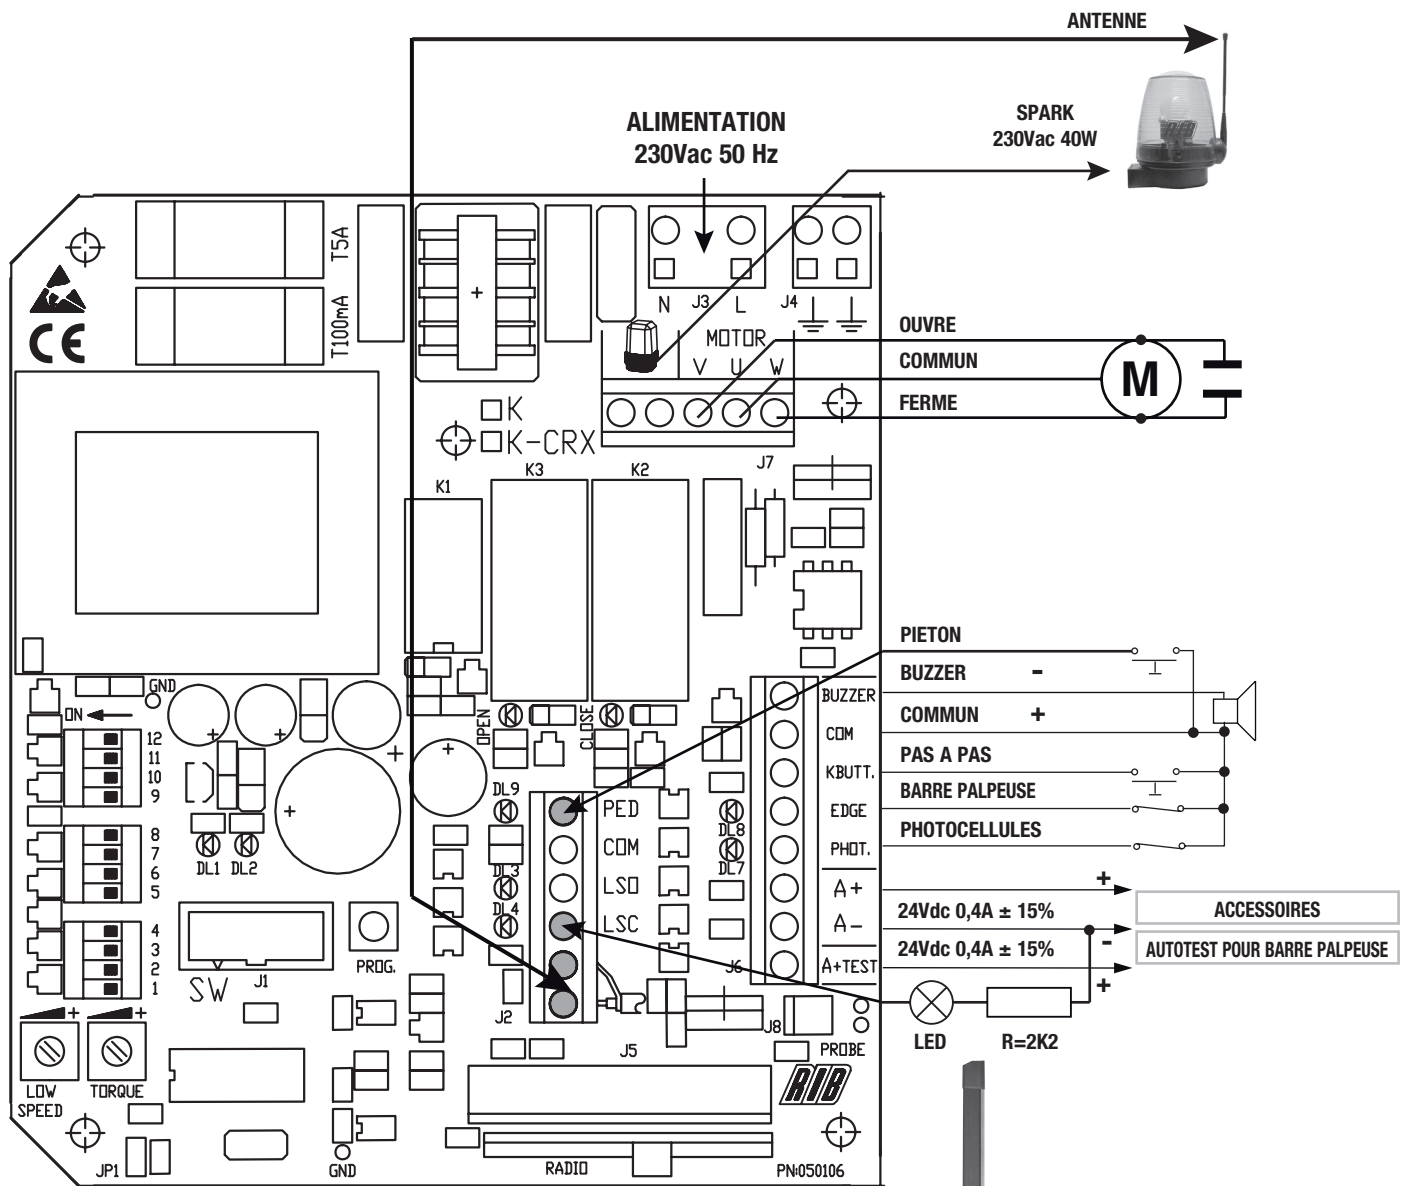 ANTENNE
SPARK
230Vac 40W
ALIMENTATION
230Vac 50 Hz
RIB
T5A
T100mA
CE
N J3 L J4
MOTOR
V U W
OUVRE
COMMUN
FERME
M
K
K-CRX
J7
K1
K3
K2
PIETON
BUZZER -
COMMUN +
PAS A PAS
BARRE PALPEUSE
PHOTOCELLULES
BUZZER
COM
KBUTT.
EDGE
PHOT.
A+
A-
A+TEST
+
24Vdc 0,4A ± 15%
ACCESSOIRES
24Vdc 0,4A ± 15%
-
AUTOTEST POUR BARRE PALPEUSE
+
LED
R=2K2
GND
ON
12
11
10
9
8
7
6
5
4
3
2
1
OPEN
CLOSE
DL9
PED
COM
DL3
LSO
DL4
LSC
DL8
DL7
DL1 DL2
J6
SW
J1
PROG.
J2
J5
J8
PROBE
+
+
LOW
SPEED
TORQUE
RIB
JP1
GND
RADIO
PN:050106